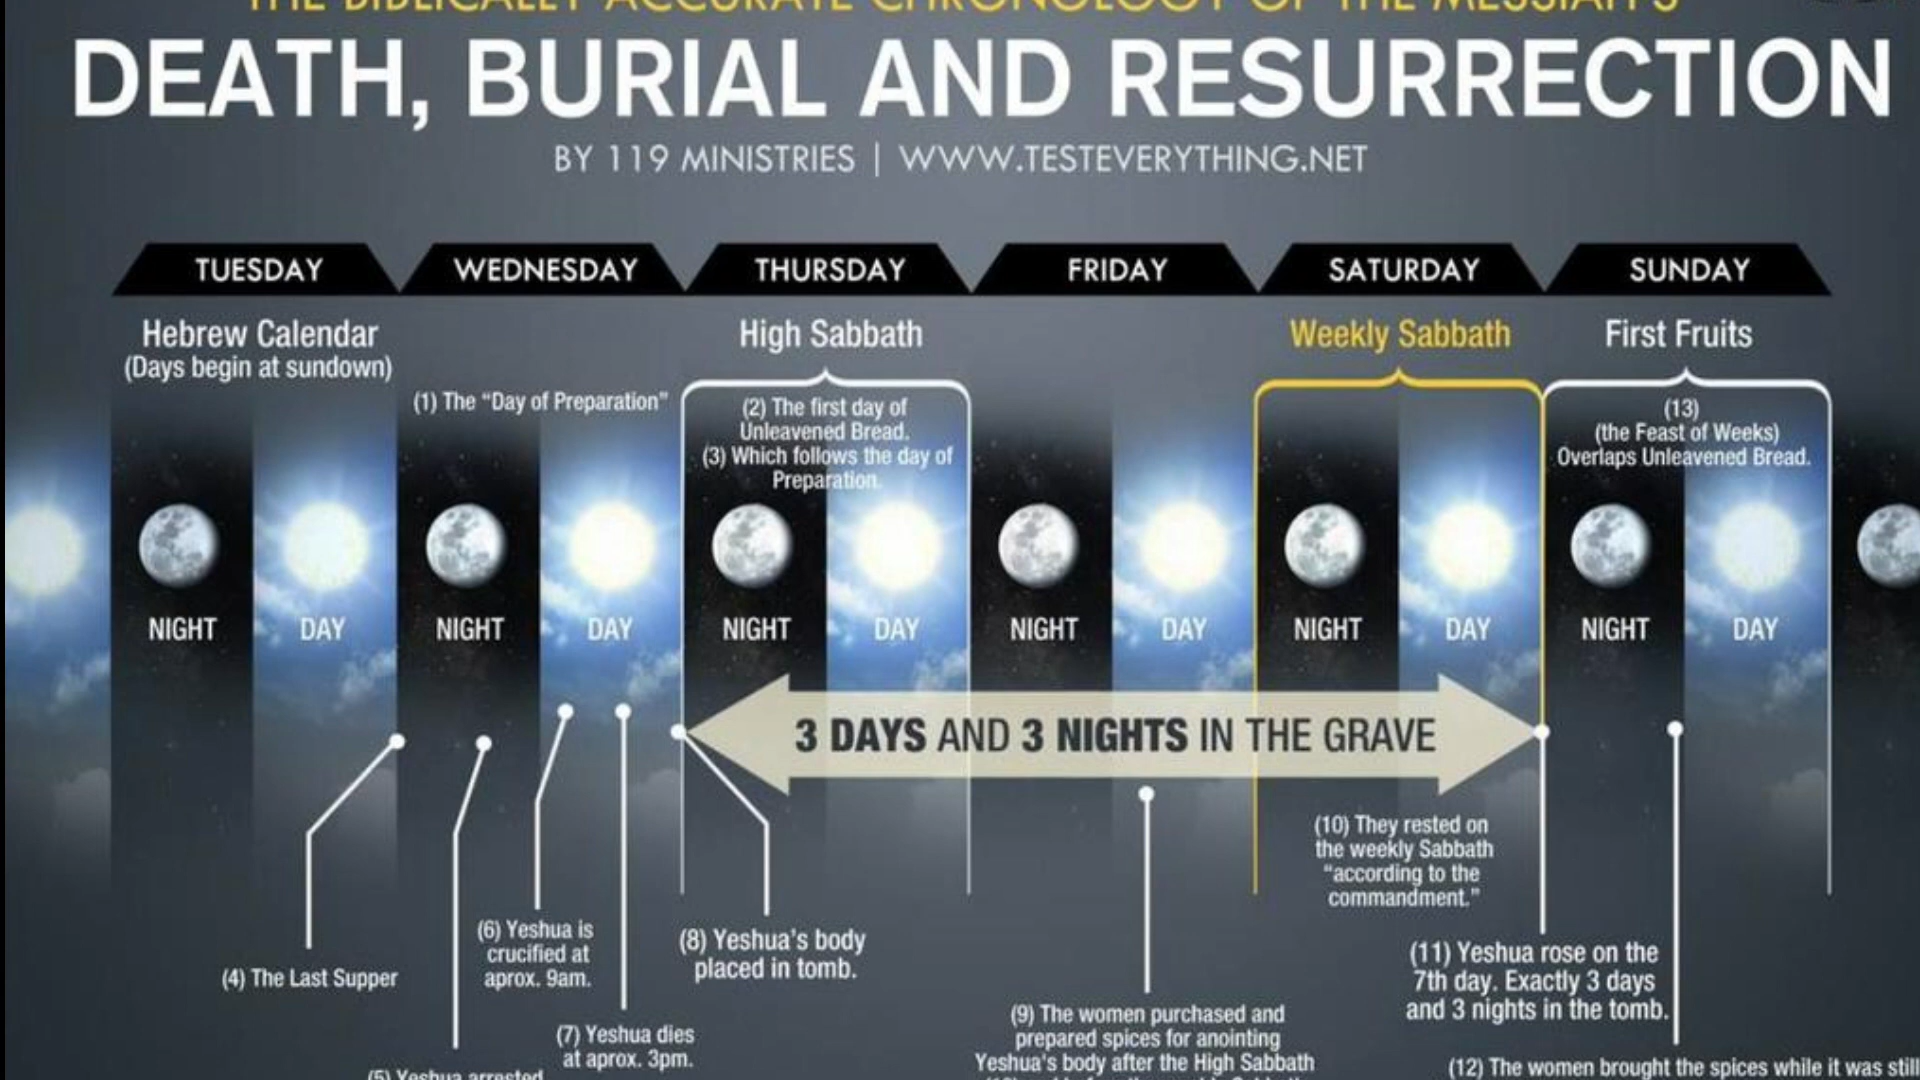 THE BIBLICALLY ACCURATE CHRONOLOGY OF THE MESSIAH'S
DEATH, BURIAL AND RESURRECTION
BY 119 MINISTRIES | WWW.TESTEVERYTHING.NET
TUESDAY
WEDNESDAY
THURSDAY
FRIDAY
SATURDAY
SUNDAY
Hebrew Calendar
(Days begin at sundown)
High Sabbath
Weekly Sabbath
First Fruits
(1) The "Day of Preparation"
(2) The first day of
Unleavened Bread.
(3) Which follows the day of
Preparation.
(13)
(the Feast of Weeks)
Overlaps Unleavened Bread.
NIGHT
DAY
NIGHT
DAY
NIGHT
DAY
NIGHT
DAY
NIGHT
DAY
NIGHT
DAY
3 DAYS AND 3 NIGHTS IN THE GRAVE
(4) The Last Supper
(5) Yeshua arrested
(6) Yeshua is
crucified at
aprox. 9am.
(7) Yeshua dies
at aprox. 3pm.
(8) Yeshua's body
placed in tomb.
(9) The women purchased and
prepared spices for anointing
Yeshua's body after the High Sabbath
(10) They rested on
the weekly Sabbath
"according to the
commandment."
(11) Yeshua rose on the
7th day. Exactly 3 days
and 3 nights in the tomb.
(12) The women brought the spices while it was still